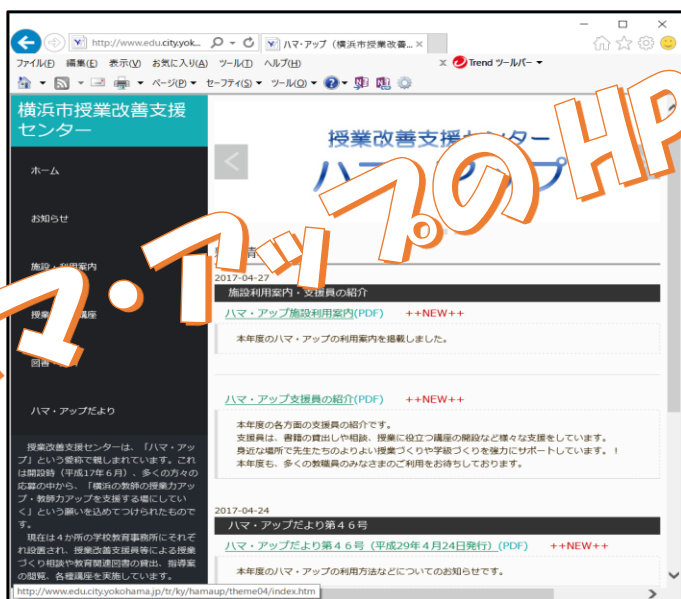 http://www.edu.city.yok...
ハマ・アップ（横浜市授業改善...
ファイル(F) 編集(E) 表示(V) お気に入り(A) ツール(T) ヘルプ(H)
x Trend ツールバー
ページ(P) セーフティ(S) ツール(O)
横浜市授業改善支援
センター
ホーム
お知らせ
施設・利用案内
授業
講座
図書・
ハマ・アップだより
授業改善支援センターは、「ハマ・アッ
プ」という愛称で親しまれています。これ
は開設時（平成17年６月）、多くの方々の
応募の中から、「横浜の教師の授業力アッ
プ・教師力アップを支援する場にしてい
く」という願いを込めてつけられたもので
す。
現在は４か所の学校教育事務所にそれぞ
れ設置され、授業改善支援員等による授業
づくり相談や教育関連図書の貸出、指導案
の閲覧、各種講座を実施しています。
授業改善支援センター
ハマ・アップ
マ・アップのHP
2017-04-27
施設利用案内・支援員の紹介
ハマ・アップ施設利用案内(PDF) ++NEW++
本年度のハマ・アップの利用案内を掲載しました。
ハマ・アップ支援員の紹介(PDF) ++NEW++
本年度の各方面の支援員の紹介です。
支援員は、書籍の貸出しや相談、授業に役立つ講座の開設など様々な支援をしています。
身近な場所で先生たちのよりよい授業づくりや学級づくりを強力にサポートしています。！
本年度も、多くの教職員のみなさまのご利用をお待ちしております。
2017-04-24
ハマ・アップだより第４６号
ハマ・アップだより第４６号（平成29年４月24日発行）(PDF) ++NEW++
本年度のハマ・アップの利用方法などについてのお知らせです。
http://www.edu.city.yokohama.jp/tr/ky/hamaup/theme04/index.htm